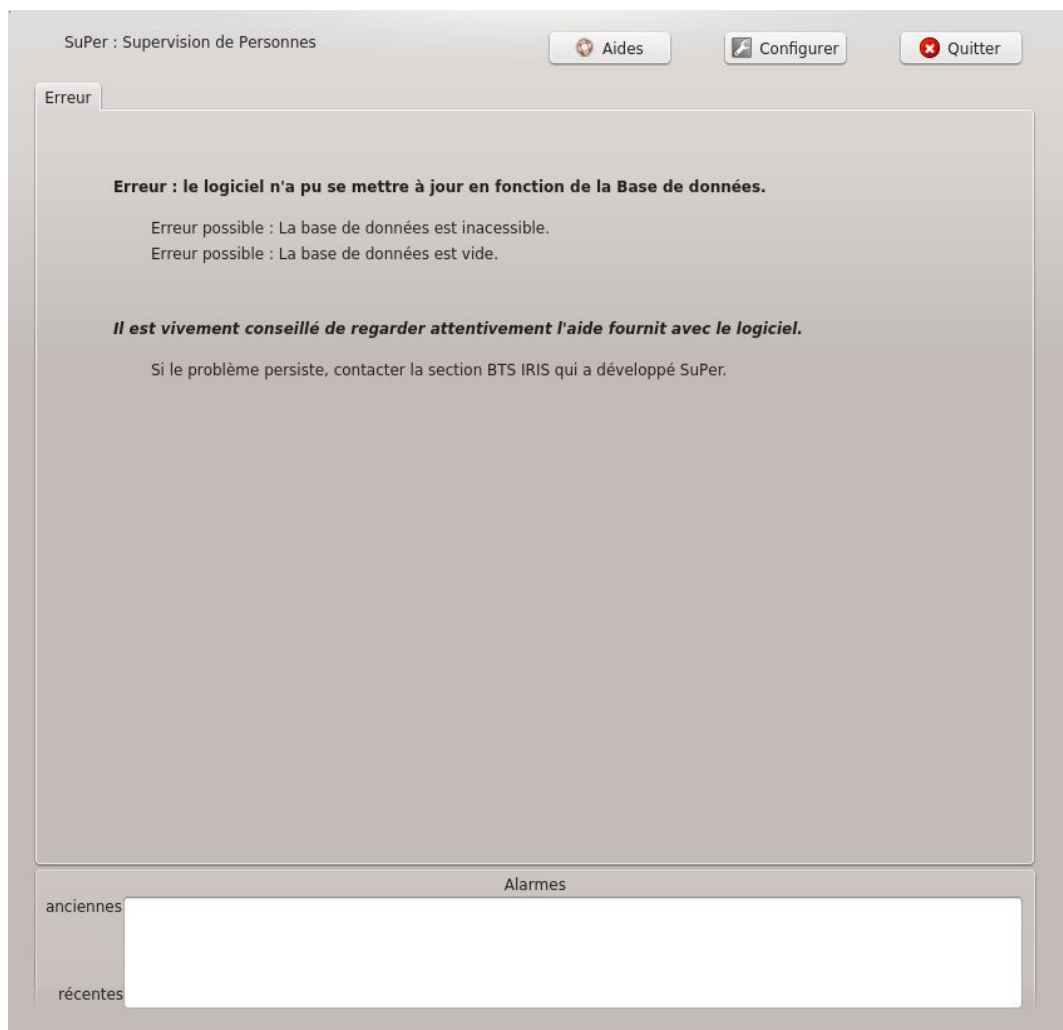 SuPer : Supervision de Personnes
Aides
Configurer
Quitter
Erreur
Erreur : le logiciel n'a pu se mettre à jour en fonction de la Base de données.
Erreur possible : La base de données est inacessible.
Erreur possible : La base de données est vide.
Il est vivement conseillé de regarder attentivement l'aide fournit avec le logiciel.
Si le problème persiste, contacter la section BTS IRIS qui a développé SuPer.
Alarmes
anciennes
récentes